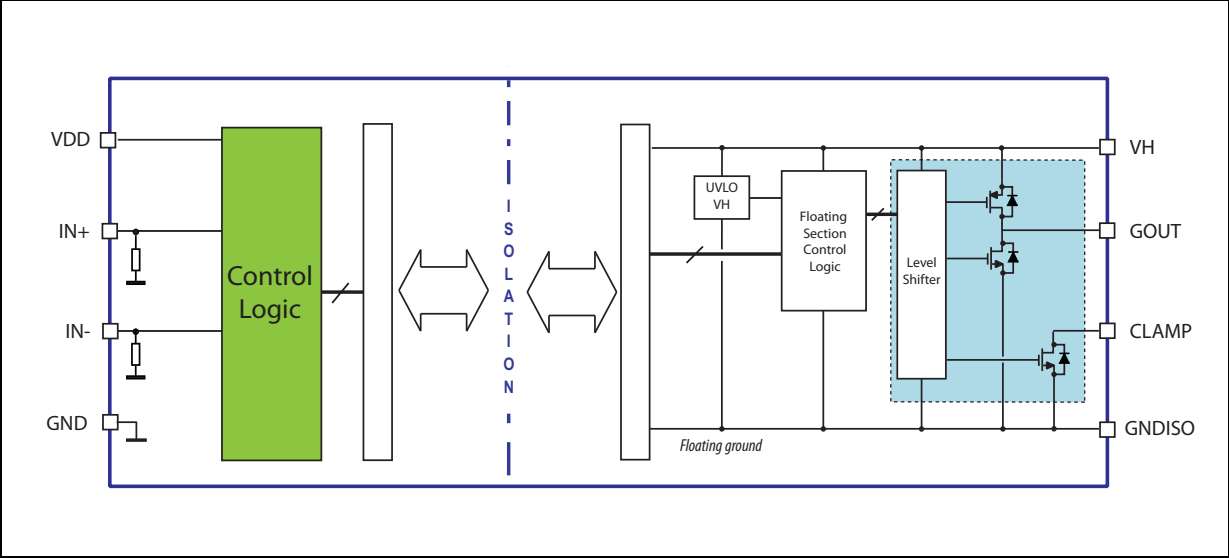 VDD
IN+
IN-
GND
Control
Logic
ISOLATION
UVLO
VH
Floating
Section
Control
Logic
Level
Shifter
Floating ground
VH
GOUT
CLAMP
GNDISO